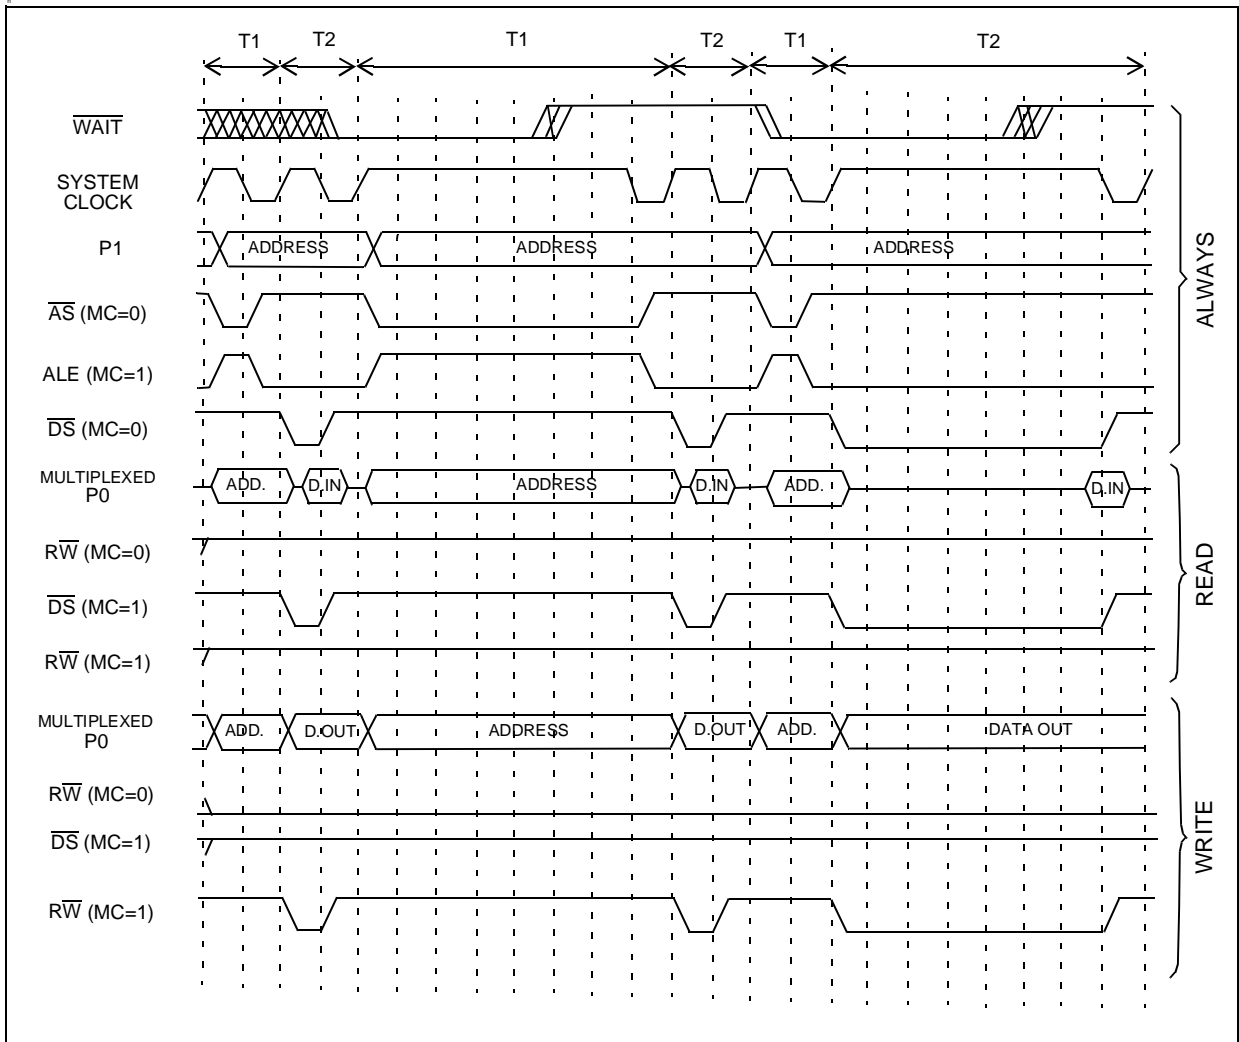 T1 T2 T1 T2 T1 T2
WAIT
SYSTEM
CLOCK
P1 ADDRESS ADDRESS ADDRESS
AS (MC=0)
ALE (MC=1)
DS (MC=0)
ALWAYS
MULTIPLEXED
P0
ADD. D.IN ADDRESS D.IN ADD. D.IN
RW (MC=0)
DS (MC=1)
RW (MC=1)
READ
MULTIPLEXED
P0
ADD. D.OUT ADDRESS D.OUT ADD. DATA OUT
RW (MC=0)
DS (MC=1)
RW (MC=1)
WRITE